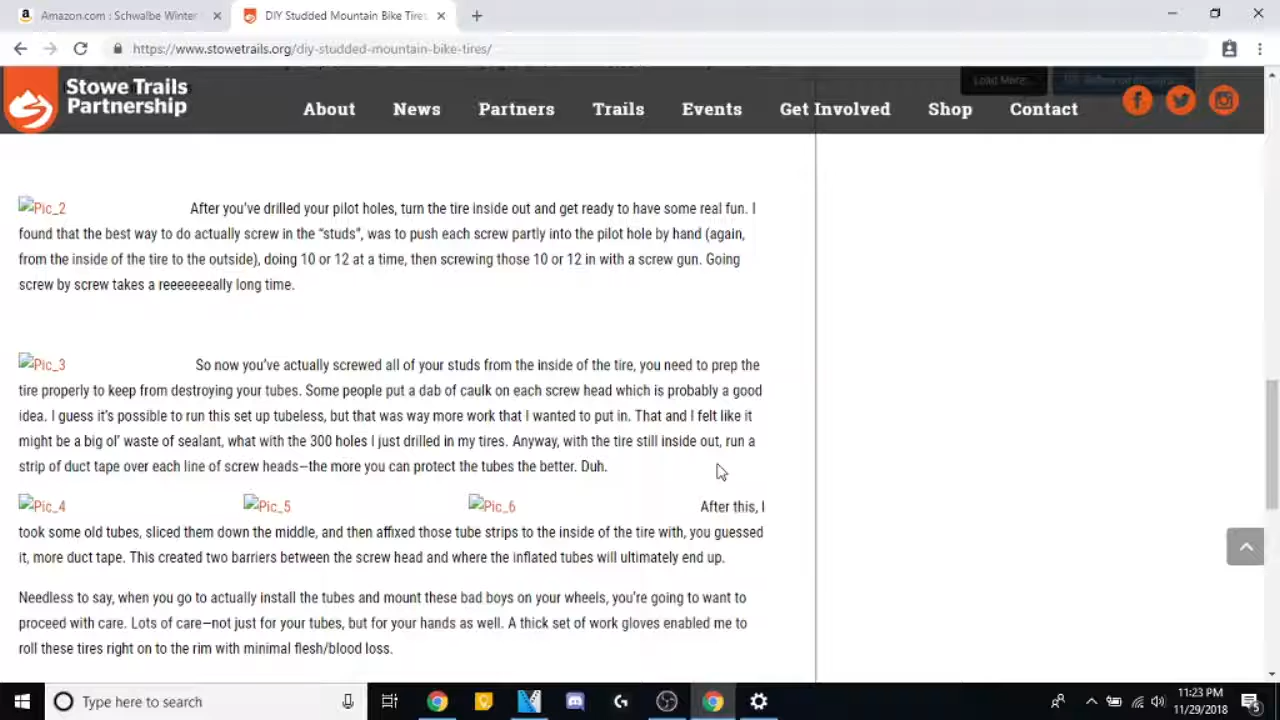 Amazon.com : Schwalbe Winter
DIY Studded Mountain Bike Tires
https://www.stowetrails.org/diy-studded-mountain-bike-tires/
Load More...
Stowe Trails
Partnership
About News Partners Trails Events Get Involved Shop Contact
Pic_2 After you’ve drilled your pilot holes, turn the tire inside out and get ready to have some real fun. I
found that the best way to do actually screw in the “studs”, was to push each screw partly into the pilot hole by hand (again,
from the inside of the tire to the outside), doing 10 or 12 at a time, then screwing those 10 or 12 in with a screw gun. Going
screw by screw takes a reeeeeeeally long time.
Pic_3 So now you’ve actually screwed all of your studs from the inside of the tire, you need to prep the
tire properly to keep from destroying your tubes. Some people put a dab of caulk on each screw head which is probably a good
idea. I guess it’s possible to run this set up tubeless, but that was way more work that I wanted to put in. That and I felt like it
might be a big ol’ waste of sealant, what with the 300 holes I just drilled in my tires. Anyway, with the tire still inside out, run a
strip of duct tape over each line of screw heads—the more you can protect the tubes the better. Duh.
Pic_4 Pic_5 Pic_6 After this, I
took some old tubes, sliced them down the middle, and then affixed those tube strips to the inside of the tire with, you guessed
it, more duct tape. This created two barriers between the screw head and where the inflated tubes will ultimately end up.
Needless to say, when you go to actually install the tubes and mount these bad boys on your wheels, you’re going to want to
proceed with care. Lots of care—not just for your tubes, but for your hands as well. A thick set of work gloves enabled me to
roll these tires right on to the rim with minimal flesh/blood loss.
Type here to search
11:23 PM
11/29/2018
5